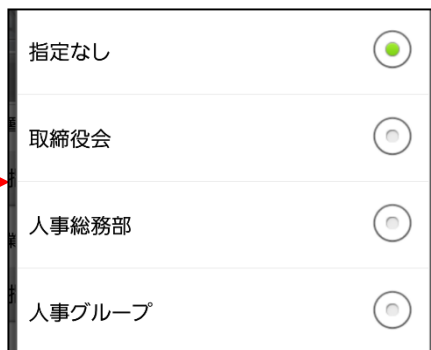 指定なし
取締役会
人事総務部
人事グループ